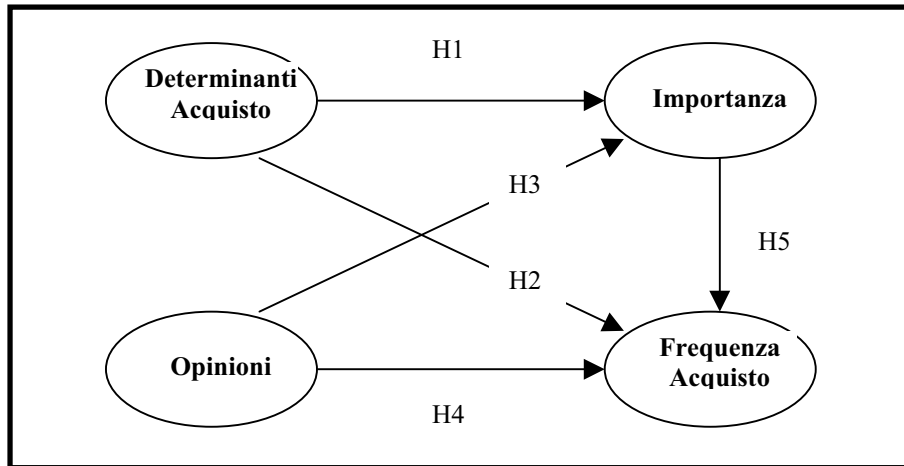 H1
Determinanti
Acquisto
Importanza
H3
H5
H2
Opinioni
Frequenza
Acquisto
H4